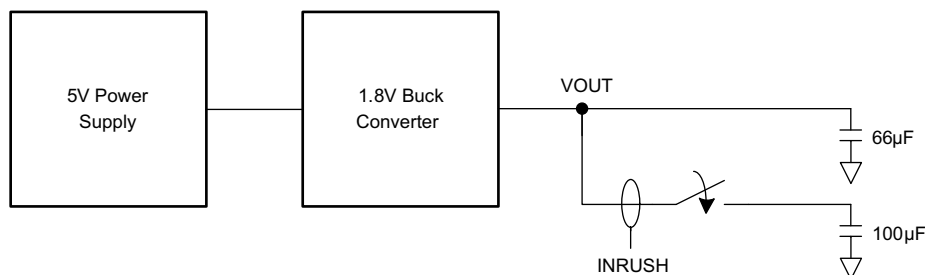 5V Power
Supply
1.8V Buck
Converter
VOUT
66µF
100µF
INRUSH